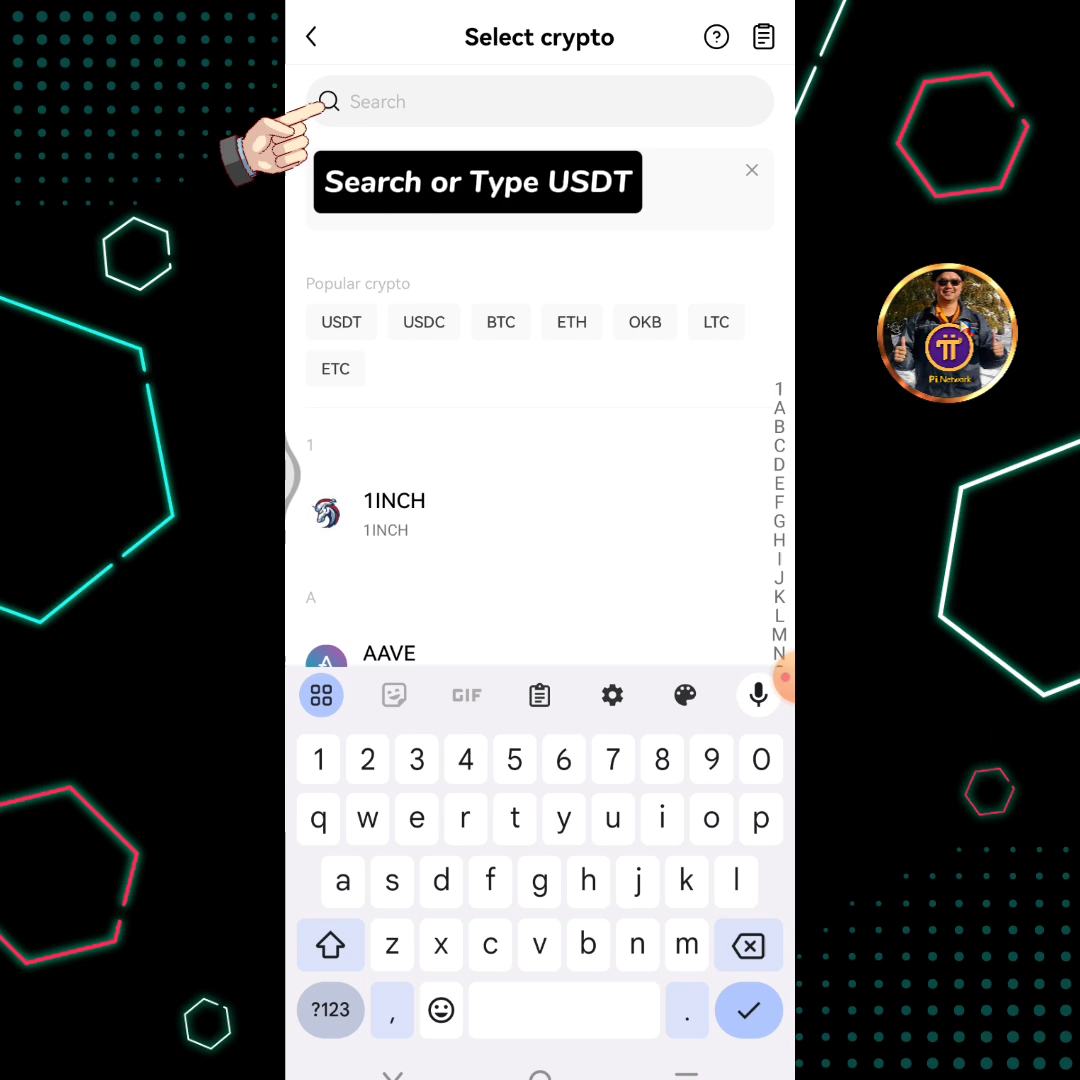 Select crypto
Search
Search or Type USDT
Popular crypto
USDT USDC BTC ETH OKB LTC
ETC
1
1INCH
1INCH
A
AAVE
1
A
B
C
D
E
F
G
H
I
J
K
L
M
N
Pi Network
GIF
1 2 3 4 5 6 7 8 9 0
q w e r t y u i o p
a s d f g h j k l
z x c v b n m
?123 , .